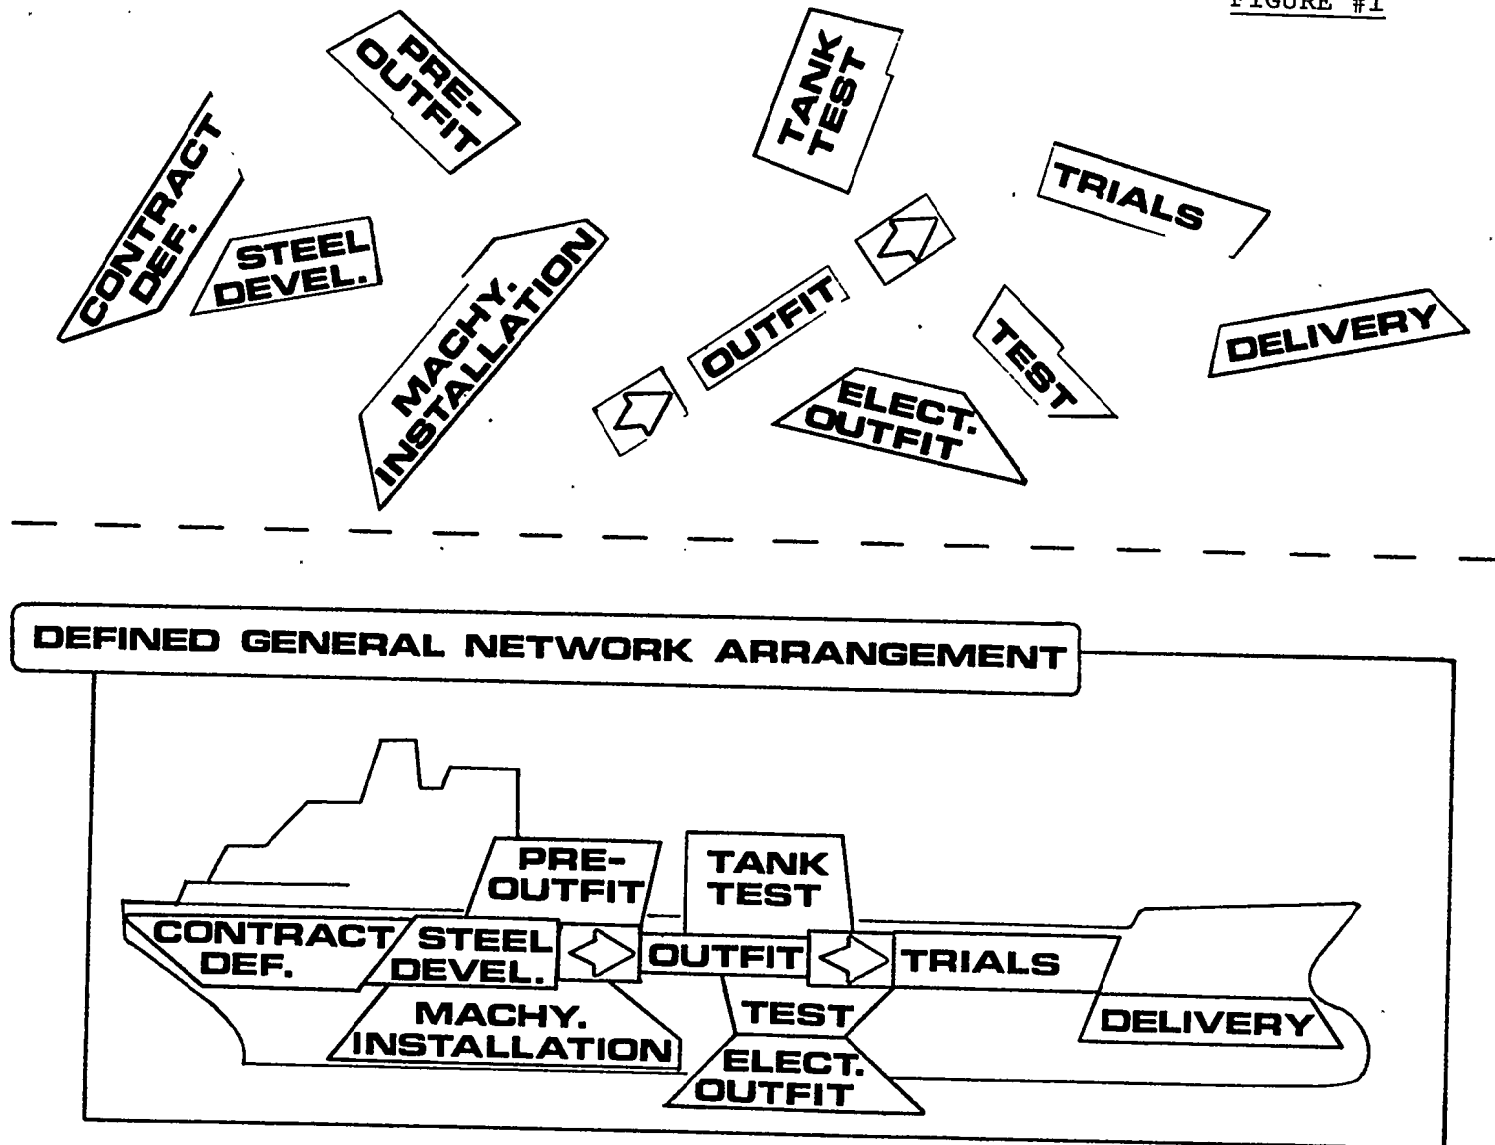 FIGURE #1
PRE-
OUTFIT
TANK
TEST
CONTRACT
DEF.
TRIALS
STEEL
DEVEL.
MACHY.
INSTALLATION
OUTFIT
TEST
DELIVERY
ELECT.
OUTFIT
DEFINED GENERAL NETWORK ARRANGEMENT
PRE-
OUTFIT
TANK
TEST
CONTRACT
DEF.
STEEL
DEVEL.
OUTFIT
TRIALS
MACHY.
INSTALLATION
TEST
DELIVERY
ELECT.
OUTFIT